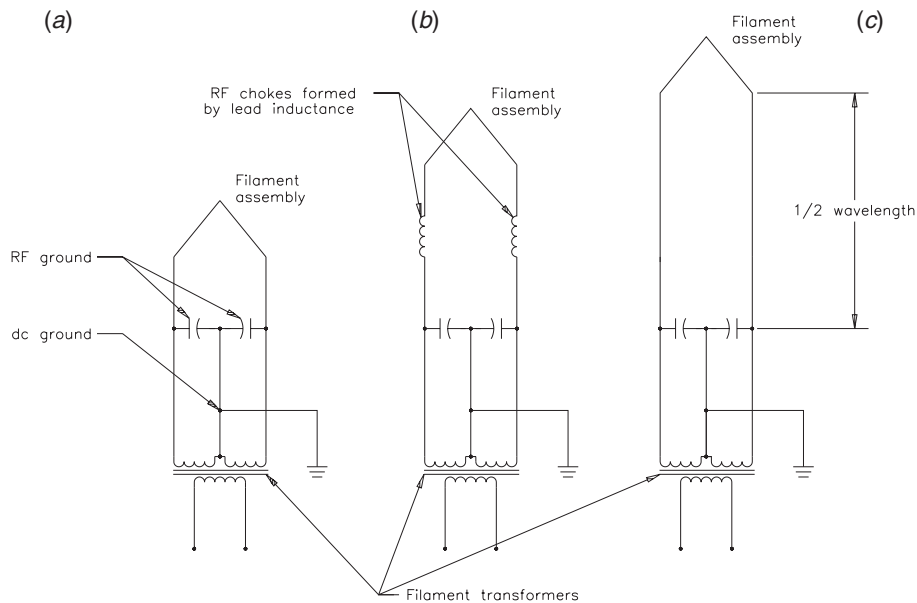 (a)
(b)
(c)
Filament
assembly
RF chokes formed
by lead inductance
Filament
assembly
Filament
assembly
1/2 wavelength
RF ground
dc ground
Filament transformers